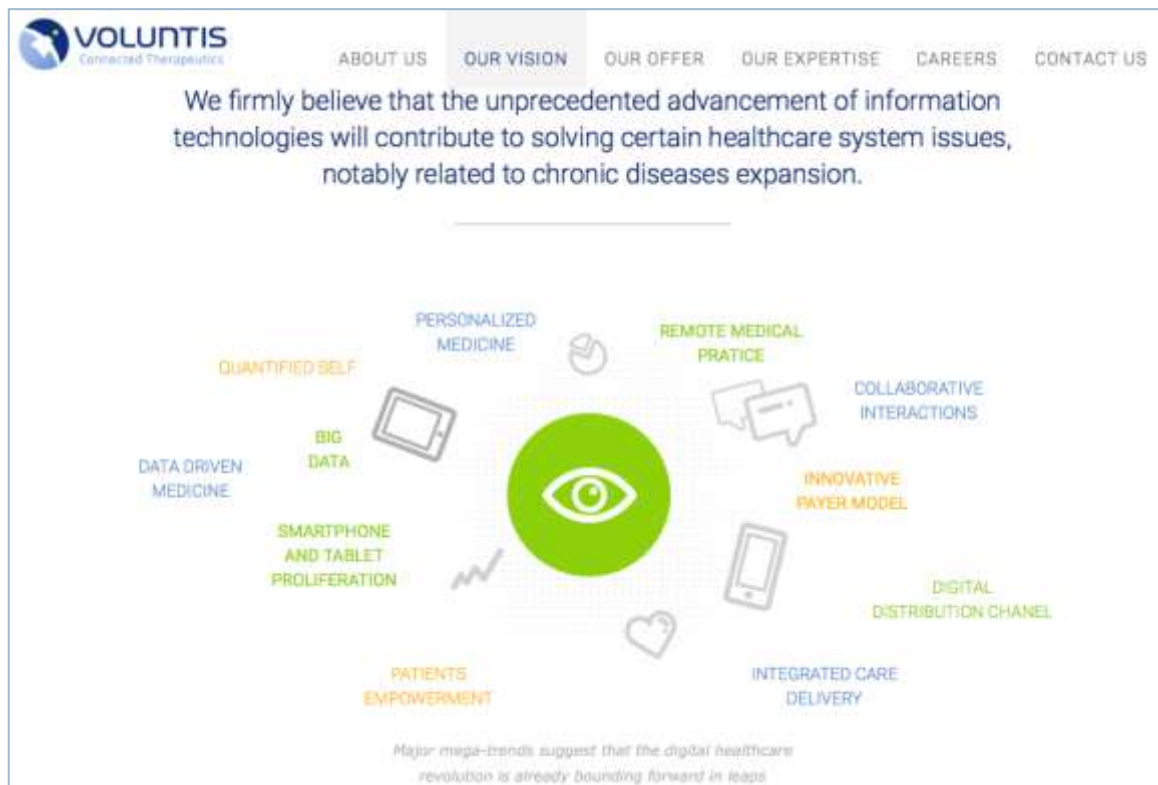 VOLUNTIS
Connected Therapeutics
ABOUT US OUR VISION OUR OFFER OUR EXPERTISE CAREERS CONTACT US
We firmly believe that the unprecedented advancement of information
technologies will contribute to solving certain healthcare system issues,
notably related to chronic diseases expansion.
PERSONALIZED
MEDICINE
REMOTE MEDICAL
PRATICE
QUANTIFIED SELF
COLLABORATIVE
INTERACTIONS
BIG
DATA
DATA DRIVEN
MEDICINE
INNOVATIVE
PAYER MODEL
SMARTPHONE
AND TABLET
PROLIFERATION
DIGITAL
DISTRIBUTION CHANEL
PATIENTS
EMPOWERMENT
INTEGRATED CARE
DELIVERY
Major mega-trends suggest that the digital healthcare
revolution is already bounding forward in leaps